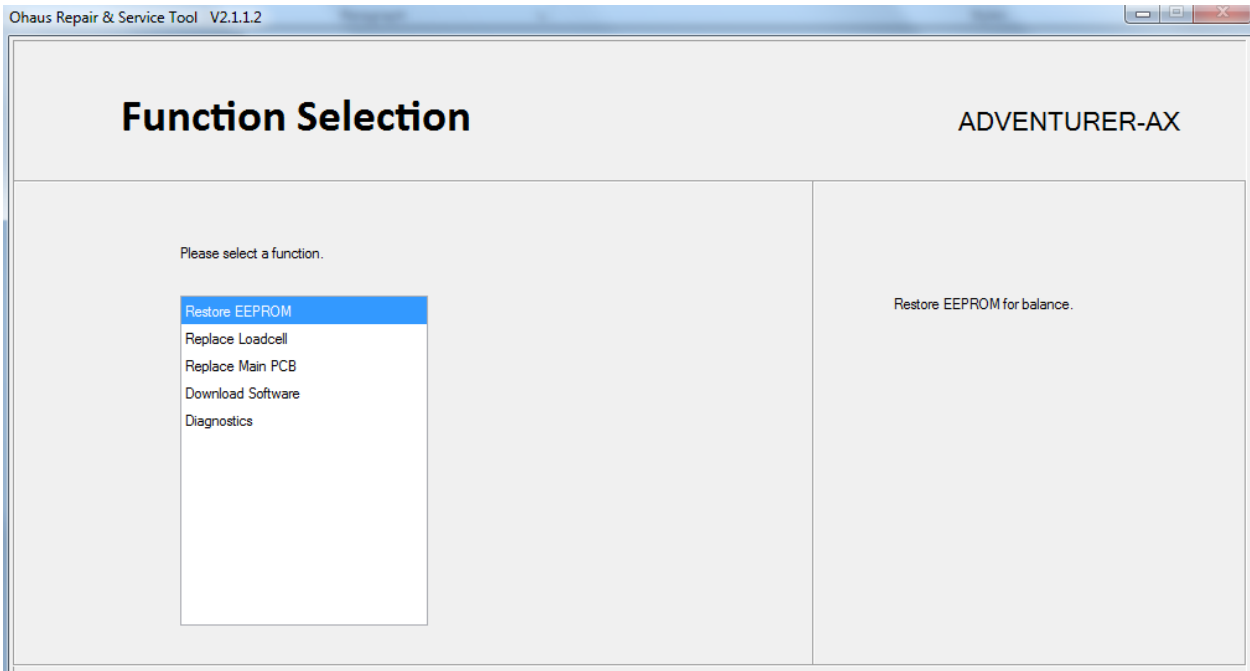 Ohaus Repair & Service Tool   V2.1.1.2
Function Selection
ADVENTURER-AX
Please select a function.
Restore EEPROM
Replace Loadcell
Replace Main PCB
Download Software
Diagnostics
Restore EEPROM for balance.